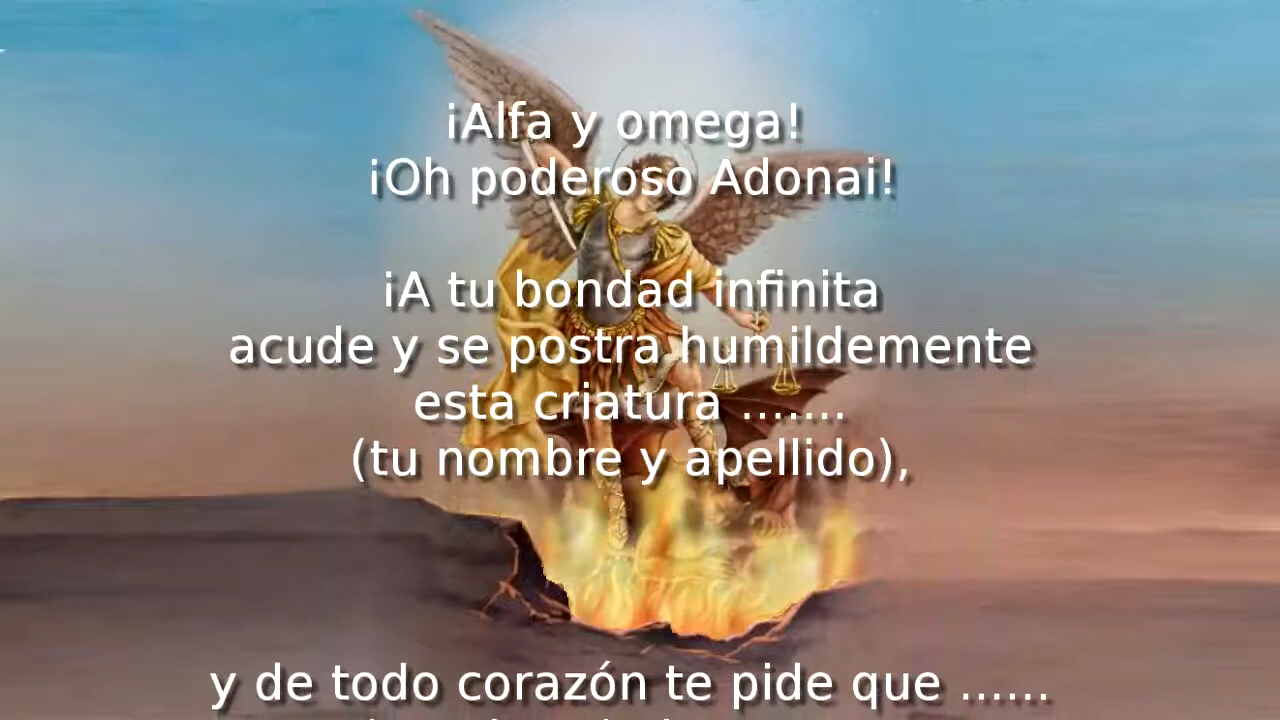 ¡Alfa y omega!
¡Oh poderoso Adonai!
¡A tu bondad infinita
acude y se postra humildemente
esta criatura .......
(tu nombre y apellido),
y de todo corazón te pide que ......